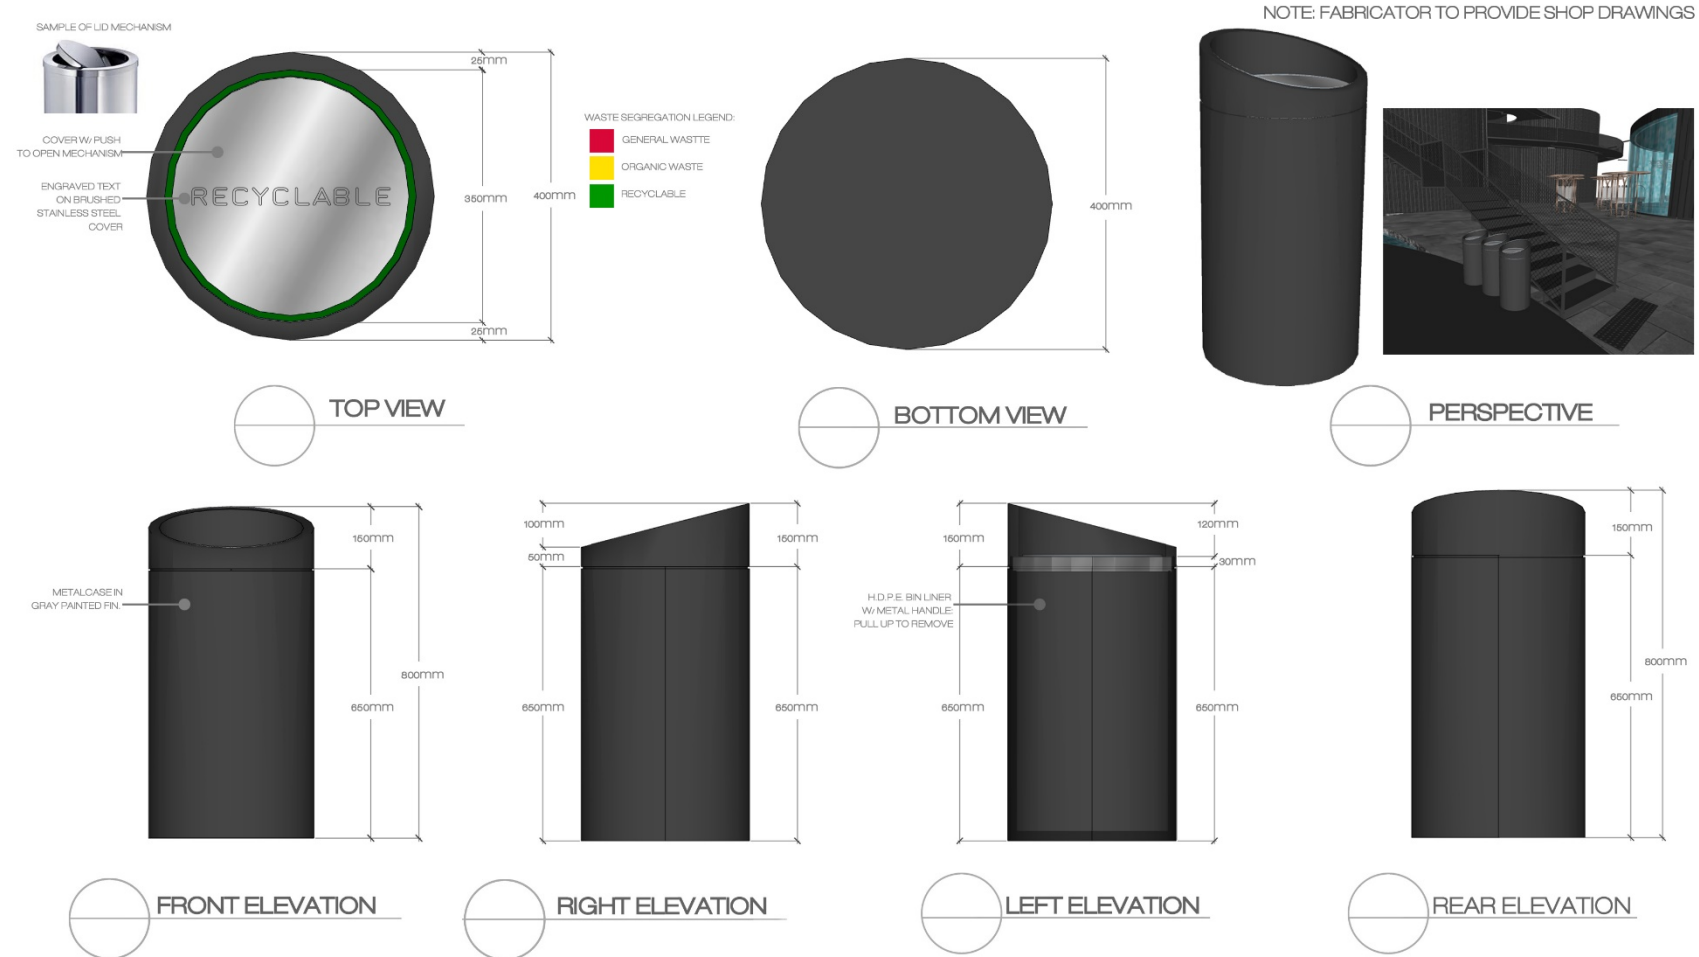 NOTE: FABRICATOR TO PROVIDE SHOP DRAWINGS
SAMPLE OF LID MECHANISM
COVER W/ PUSH
TO OPEN MECHANISM
ENGRAVED TEXT
ON BRUSHED
STAINLESS STEEL
COVER
RECYCLABLE
25mm
350mm
400mm
25mm
WASTE SEGREGATION LEGEND:
GENERAL WASTTE
ORGANIC WASTE
RECYCLABLE
400mm
TOP VIEW
BOTTOM VIEW
PERSPECTIVE
METALCASE IN
GRAY PAINTED FIN.
150mm
650mm
800mm
100mm
50mm
650mm
150mm
650mm
150mm
650mm
H.D.P.E. BIN LINER
W/ METAL HANDLE:
PULL UP TO REMOVE
120mm
30mm
650mm
150mm
650mm
800mm
FRONT ELEVATION
RIGHT ELEVATION
LEFT ELEVATION
REAR ELEVATION